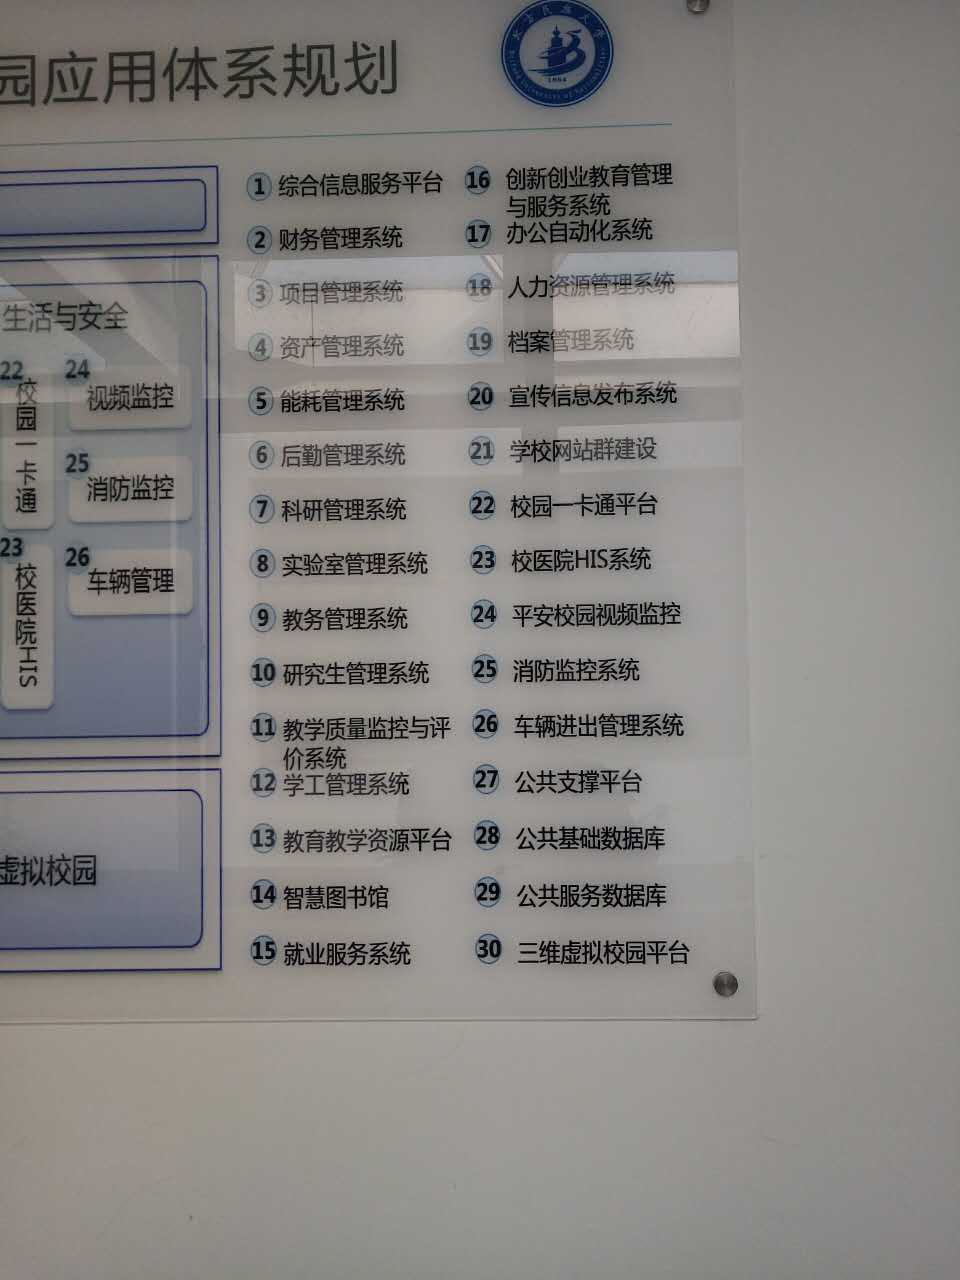 园应用体系规划
北方民族大学
1984
生活与安全
22
校园一卡通
24
视频监控
25
消防监控
23
校医院HIS
26
车辆管理
虚拟校园
1 综合信息服务平台
2 财务管理系统
3 项目管理系统
4 资产管理系统
5 能耗管理系统
6 后勤管理系统
7 科研管理系统
8 实验室管理系统
9 教务管理系统
10 研究生管理系统
11 教学质量监控与评
价系统
12 学工管理系统
13 教育教学资源平台
14 智慧图书馆
15 就业服务系统
16 创新创业教育管理
与服务系统
17 办公自动化系统
18 人力资源管理系统
19 档案管理系统
20 宣传信息发布系统
21 学校网站群建设
22 校园一卡通平台
23 校医院HIS系统
24 平安校园视频监控
25 消防监控系统
26 车辆进出管理系统
27 公共支撑平台
28 公共基础数据库
29 公共服务数据库
30 三维虚拟校园平台